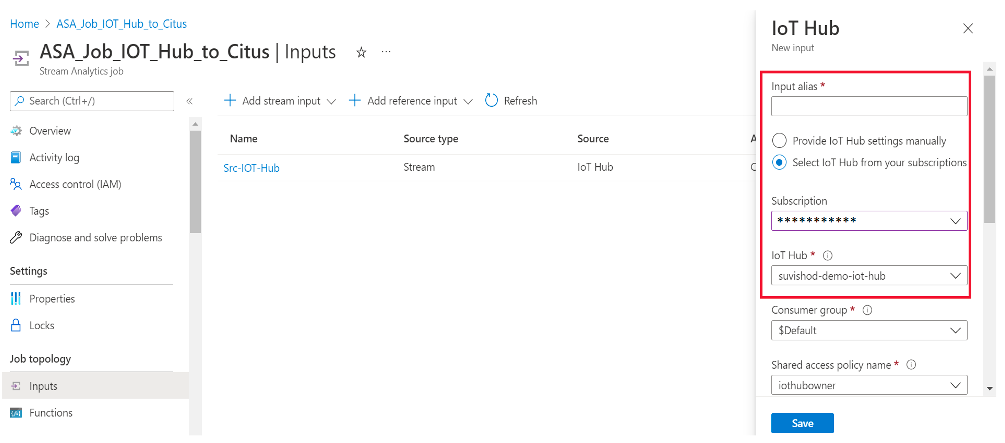 Home > ASA_Job_IOT_Hub_to_Citus
ASA_Job_IOT_Hub_to_Citus | Inputs
Stream Analytics job
Search (Ctrl+/)
Overview
Activity log
Access control (IAM)
Tags
Diagnose and solve problems
Settings
Properties
Locks
Job topology
Inputs
Functions
Add stream input
Add reference input
Refresh
Name Source type Source A
Src-IOT-Hub Stream IoT Hub C
IoT Hub
New input
Input alias *
Provide IoT Hub settings manually
Select IoT Hub from your subscriptions
Subscription
***********
IoT Hub *
suvishod-demo-iot-hub
Consumer group *
$Default
Shared access policy name *
iothubowner
Save